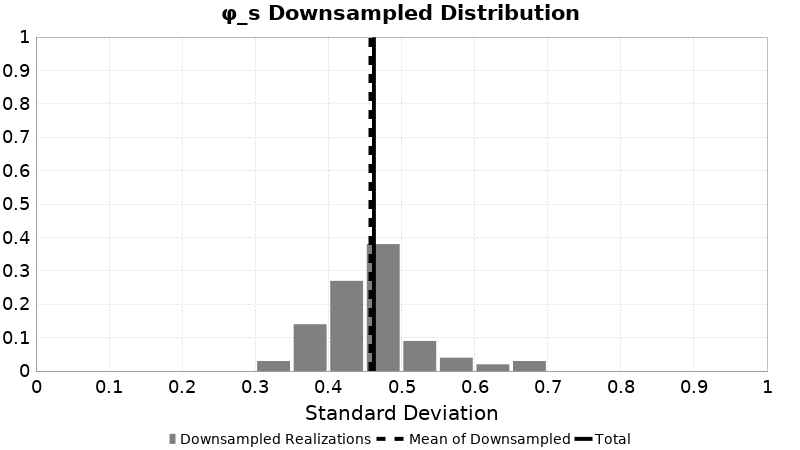 φ_s Downsampled Distribution
1
0.9
0.8
0.7
0.6
0.5
0.4
0.3
0.2
0.1
0
0 0.1 0.2 0.3 0.4 0.5 0.6 0.7 0.8 0.9 1
Standard Deviation
Downsampled Realizations Mean of Downsampled Total